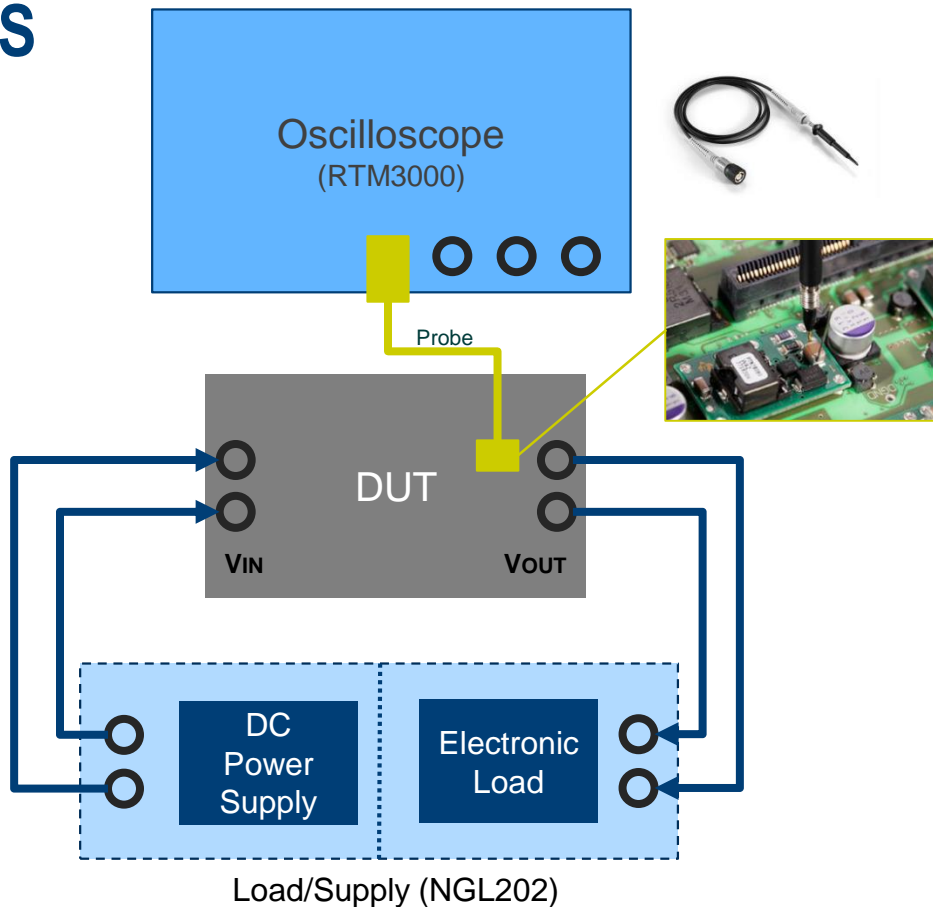 S
Oscilloscope
(RTM3000)
Probe
DUT
VIN
VOUT
DC
Power
Supply
Electronic
Load
Load/Supply (NGL202)